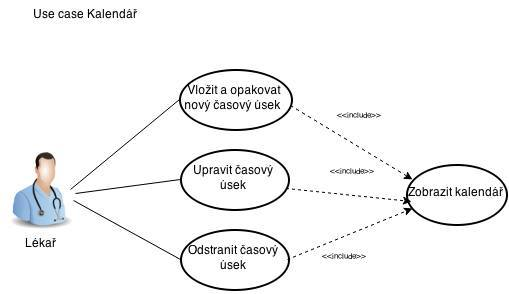 Use case Kalendář
Vložit a opakovat
nový časový úsek
<<include>>
Upravit časový
úsek
<<include>>
Zobrazit kalendář
Lékař
Odstranit časový
úsek
<<include>>